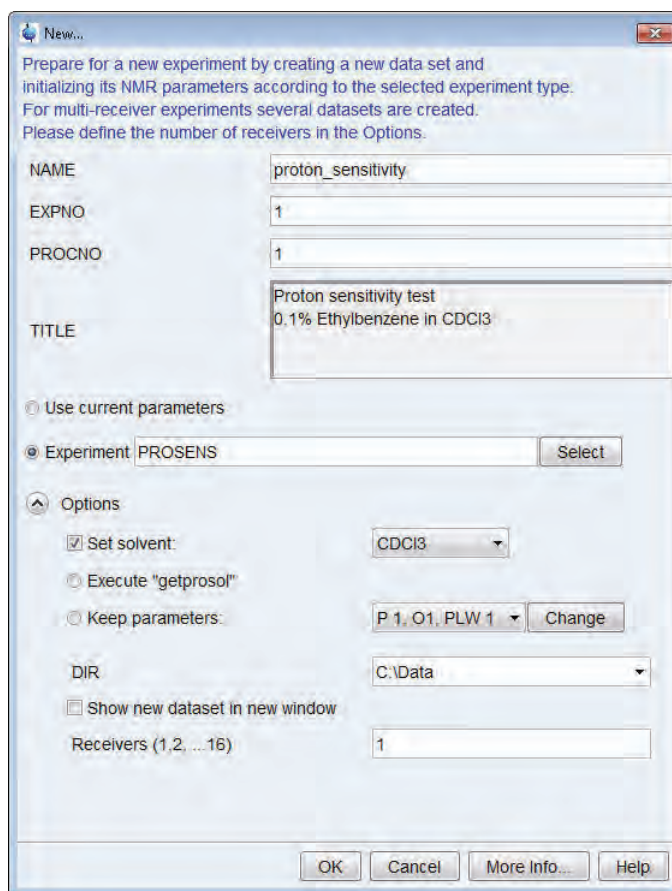 New...
Prepare for a new experiment by creating a new data set and
initializing its NMR parameters according to the selected experiment type.
For multi-receiver experiments several datasets are created.
Please define the number of receivers in the Options.
NAME proton_sensitivity
EXPNO 1
PROCNO 1
TITLE Proton sensitivity test
0.1% Ethylbenzene in CDCl3
Use current parameters
Experiment PROSENS Select
Options
Set solvent: CDCl3
Execute "getprosol"
Keep parameters: P 1, O1, PLW 1 Change
DIR C:\Data
Show new dataset in new window
Receivers (1,2, ...16) 1
OK Cancel More Info... Help